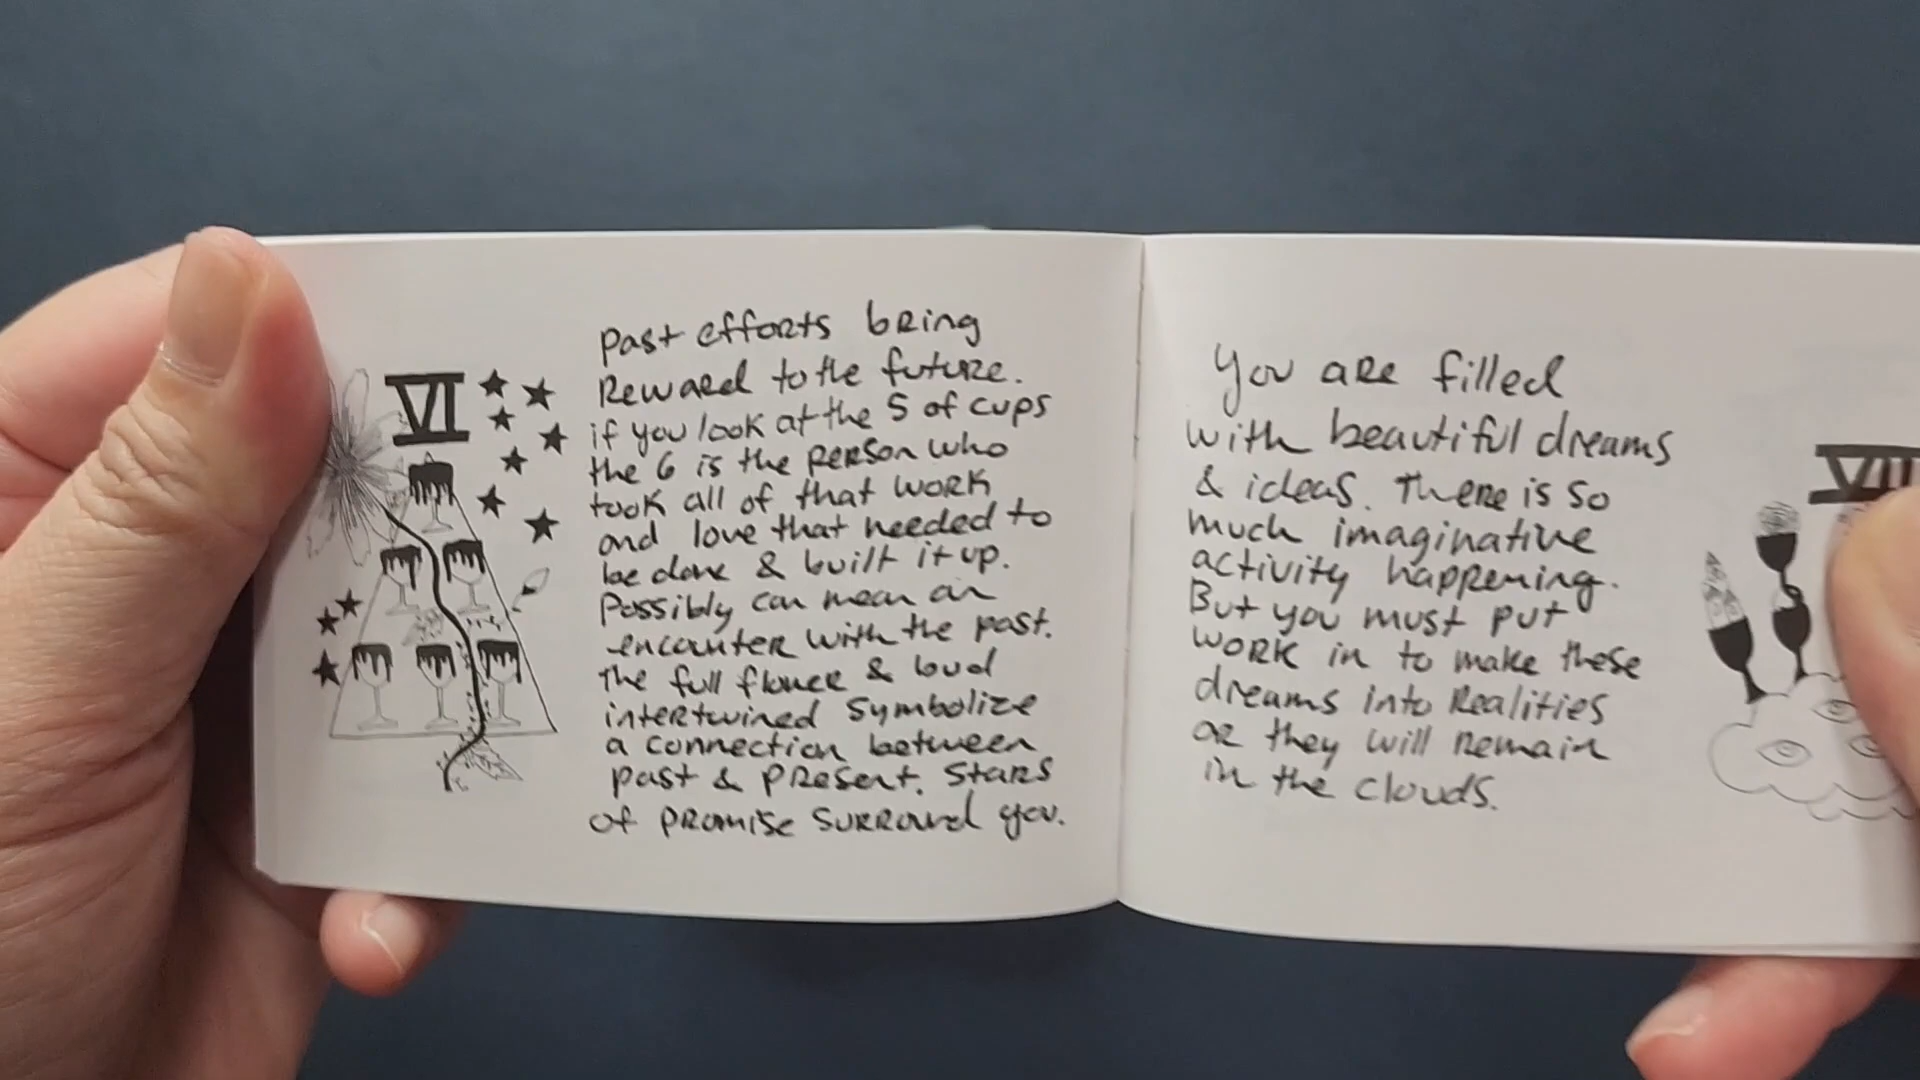 VI
past efforts being
Reward to the future.
if you look at the 5 of cups
the 6 is the person who
took all of that work
and love that needed to
be done & built it up.
Possibly can mean an
encounter with the past.
The full flower & bud
intertwined symbolize
a connection between
past & present. Stars
of promise surround you.
You are filled
with beautiful dreams
& ideas. There is so
much imaginative
activity happening.
But you must put
work in to make these
dreams into Realities
or they will remain
in the clouds.
VII